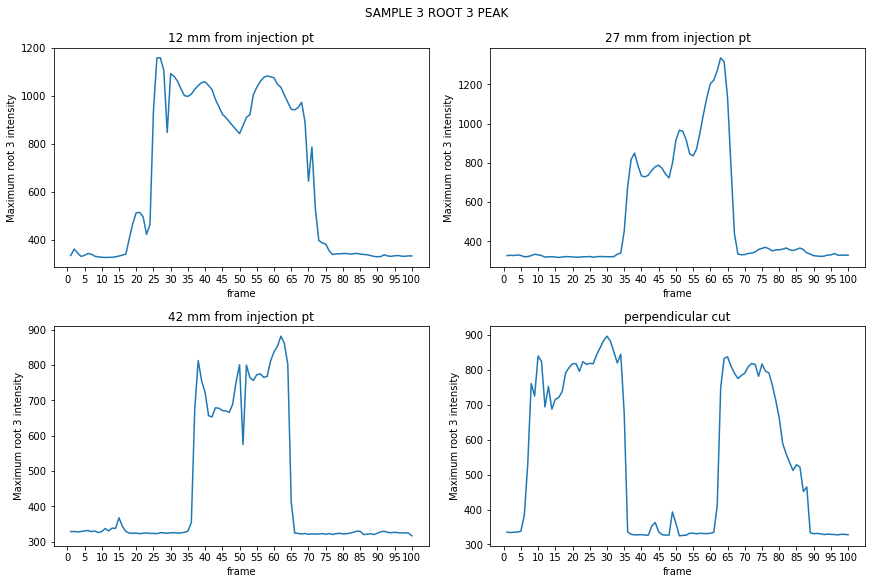 SAMPLE 3 ROOT 3 PEAK
12 mm from injection pt
Maximum root 3 intensity
1200
1000
800
600
400
0 5 10 15 20 25 30 35 40 45 50 55 60 65 70 75 80 85 90 95 100
frame
27 mm from injection pt
Maximum root 3 intensity
1200
1000
800
600
400
0 5 10 15 20 25 30 35 40 45 50 55 60 65 70 75 80 85 90 95 100
frame
42 mm from injection pt
Maximum root 3 intensity
900
800
700
600
500
400
300
0 5 10 15 20 25 30 35 40 45 50 55 60 65 70 75 80 85 90 95 100
frame
perpendicular cut
Maximum root 3 intensity
900
800
700
600
500
400
300
0 5 10 15 20 25 30 35 40 45 50 55 60 65 70 75 80 85 90 95 100
frame